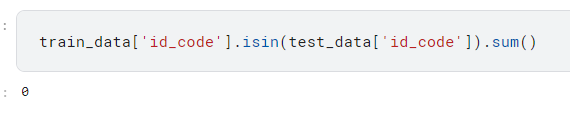 :
train_data['id_code'].isin(test_data['id_code']).sum()
: 0